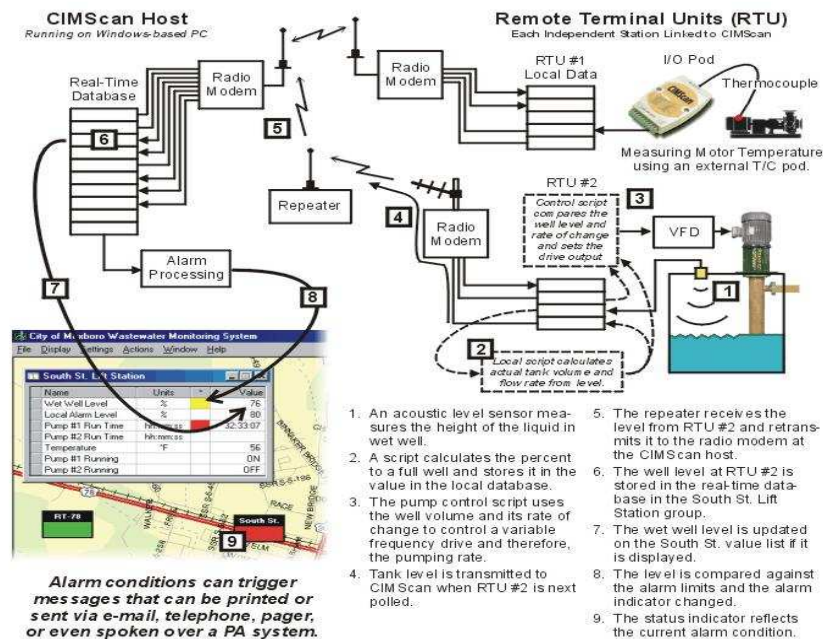 CIMScan Host
Running on Windows-based PC
Remote Terminal Units (RTU)
Each Independent Station Linked to CIMScan
Real-Time
Database
Radio
Modem
Radio
Modem
RTU #1
Local Data
I/O Pod
CIMScan
Thermocouple
Measuring Motor Temperature
using an external T/C pod.
5
6
Repeater
4
Radio
Modem
RTU #2
Control script
compares the
well level and
rate of change
and sets the
drive output
3
VFD
1
Alarm
Processing
7
8
2
Local script calculates
actual tank volume and
flow rate from level.
City of Moxboro Wastewater Monitoring System
File Display Settings Actions Window Help
South St. Lift Station
Name Units * Value
Wet Well Level % 76
Local Alarm Level % 80
Pump #1 Run Time hh:mm:ss 32:33:07
Pump #2 Run Time hh:mm:ss
Temperature °F 56
Pump #1 Running ON
Pump #2 Running OFF
78
RT-78
South St.
RACE
ELM
WALNUT
NEW BRIDGE
9
Alarm conditions can trigger
messages that can be printed or
sent via e-mail, telephone, pager,
or even spoken over a PA system.
1. An acoustic level sensor mea-
sures the height of the liquid in
wet well.
2. A script calculates the percent
to a full well and stores it in the
value in the local database.
3. The pump control script uses
the well volume and its rate of
change to control a variable
frequency drive and therefore,
the pumping rate.
4. Tank level is transmitted to
CIMScan when RTU #2 is next
polled.
5. The repeater receives the
level from RTU #2 and retrans-
mits it to the radio modem at
the CIMScan host.
6. The well level at RTU #2 is
stored in the real-time data-
base in the South St. Lift
Station group.
7. The wet well level is updated
on the South St. value list if it
is displayed.
8. The level is compared against
the alarm limits and the alarm
indicator changed.
9. The status indicator reflects
the current alarm condition.